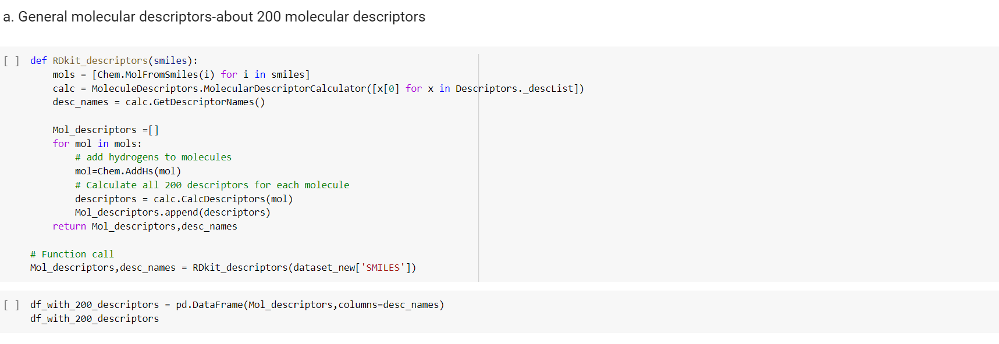 a. General molecular descriptors-about 200 molecular descriptors
[ ] def RDkit_descriptors(smiles):
mols = [Chem.MolFromSmiles(i) for i in smiles]
calc = MoleculeDescriptors.MolecularDescriptorCalculator([x[0] for x in Descriptors._descList])
desc_names = calc.GetDescriptorNames()
Mol_descriptors =[]
for mol in mols:
# add hydrogens to molecules
mol=Chem.AddHs(mol)
# Calculate all 200 descriptors for each molecule
descriptors = calc.CalcDescriptors(mol)
Mol_descriptors.append(descriptors)
return Mol_descriptors,desc_names
# Function call
Mol_descriptors,desc_names = RDkit_descriptors(dataset_new['SMILES'])
[ ] df_with_200_descriptors = pd.DataFrame(Mol_descriptors,columns=desc_names)
df_with_200_descriptors